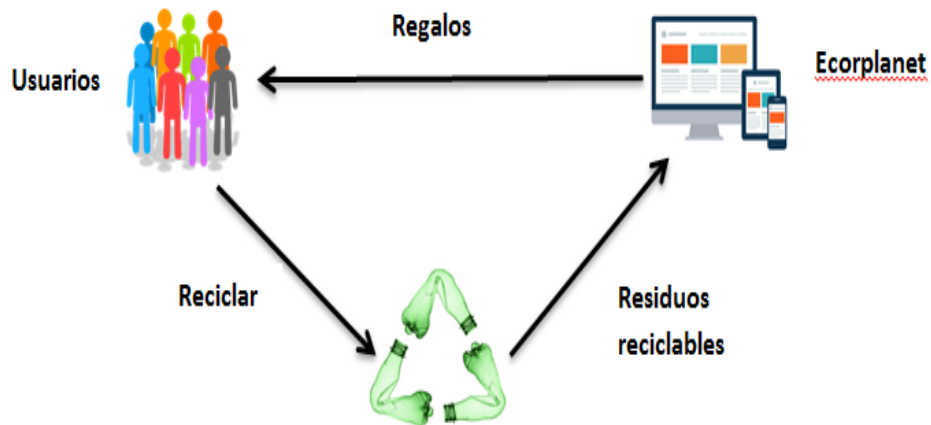 Regalos
Usuarios
Ecorplanet
Reciclar
Residuos
reciclables